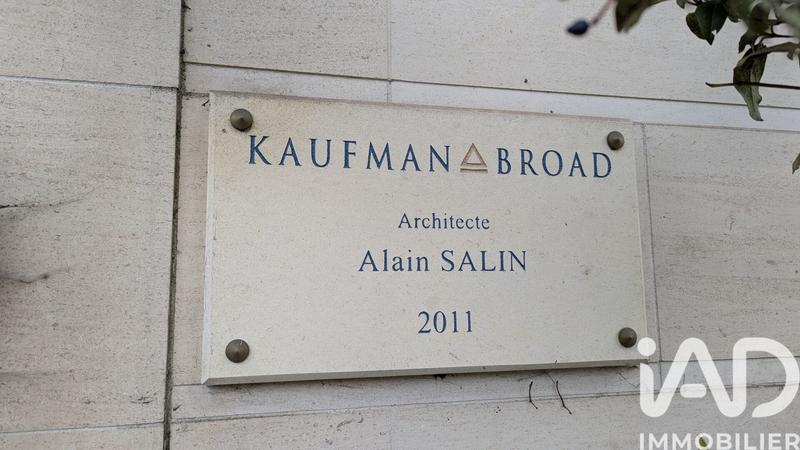 KAUFMAN BROAD
Architecte
Alain SALIN
2011
iAD
IMMOBILIER